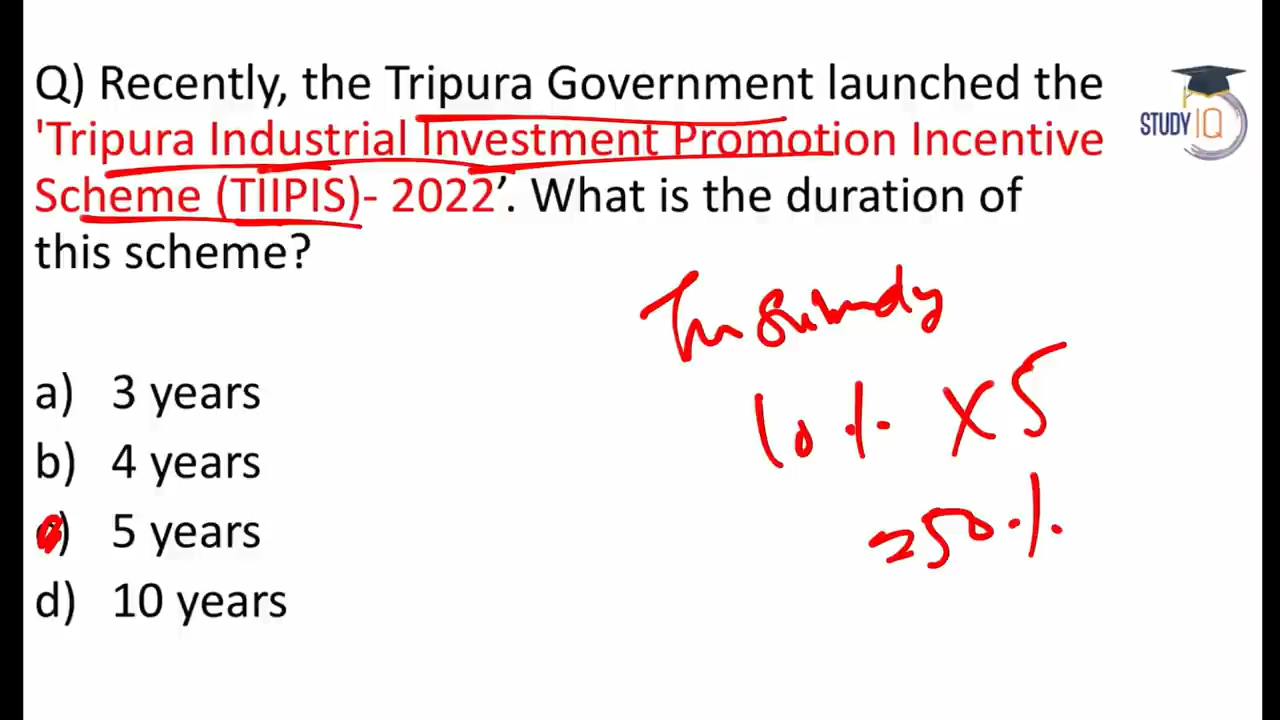 Q) Recently, the Tripura Government launched the
'Tripura Industrial Investment Promotion Incentive
Scheme (TIIPIS)- 2022’. What is the duration of
this scheme?
STUDY IQ
a) 3 years
b) 4 years
c) 5 years
d) 10 years
10 % X 5
50 %